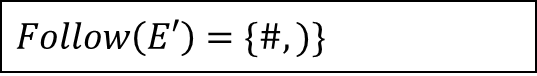 Follow(E′) = {#, )}